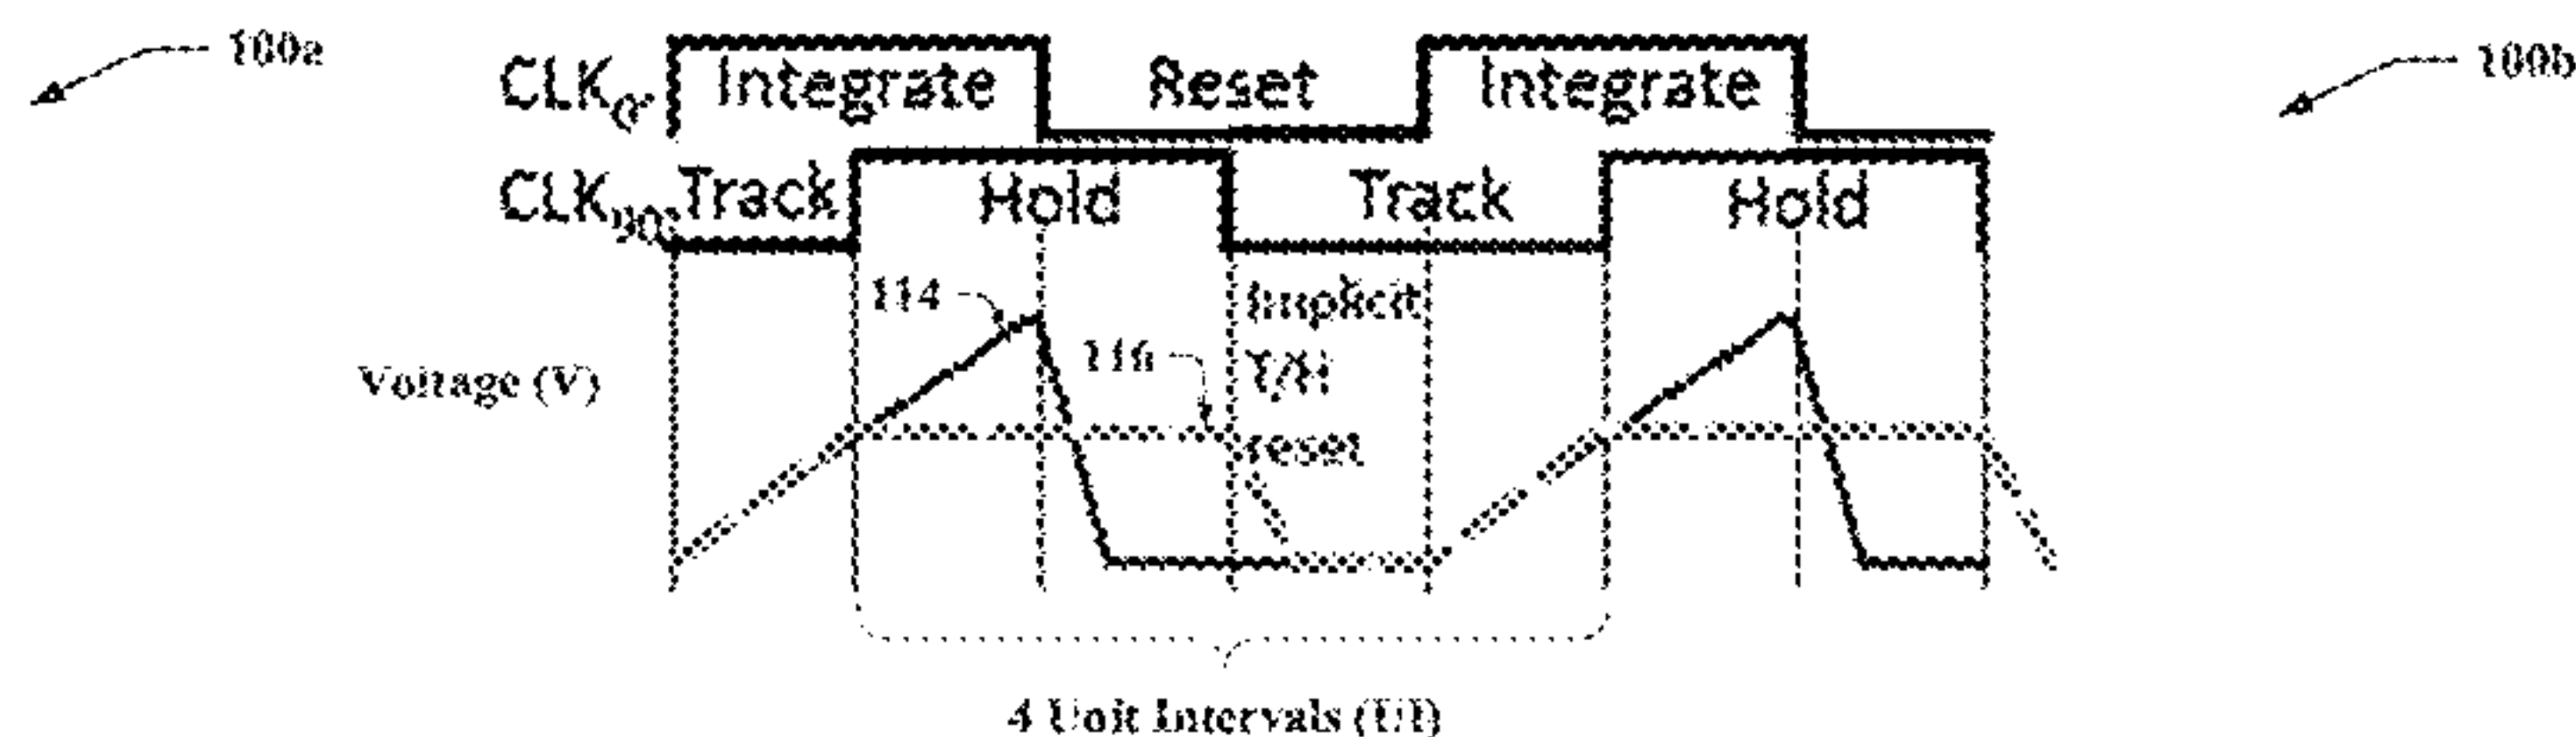 100a
100b
CLK0° Integrate Reset Integrate
CLK90° Track Hold Track Hold
114
116
Implicit
T/H
reset
Voltage (V)
4 Unit Intervals (UI)